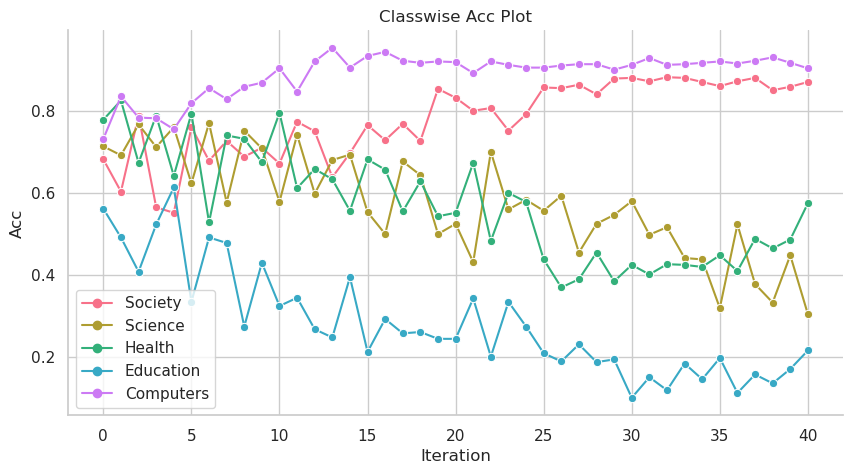 Classwise Acc Plot
Acc
0.8
0.6
0.4
0.2
Society
Science
Health
Education
Computers
0 5 10 15 20 25 30 35 40
Iteration